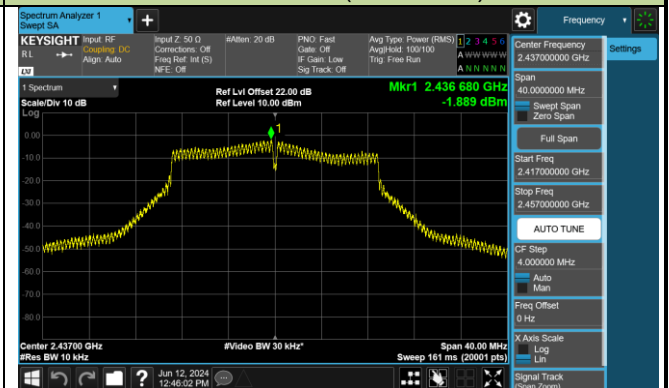 Spectrum Analyzer 1
Swept SA
+
Frequency
KEYSIGHT
RL
Input: RF
Coupling: DC
Align: Auto
Input Z: 50 Ω
Corrections: Off
Freq Ref: Int (S)
NFE: Off
#Atten: 20 dB
PNO: Fast
Gate: Off
IF Gain: Low
Sig Track: Off
Avg Type: Power (RMS)
Avg|Hold: 100/100
Trig: Free Run
1 2 3 4 5 6
A W W W W W
A N N N N N
1 Spectrum
Scale/Div 10 dB
Ref Lvl Offset 22.00 dB
Ref Level 10.00 dBm
Mkr1 2.436 680 GHz
-1.889 dBm
Log
1
0.00
-10.0
-20.0
-30.0
-40.0
-50.0
-60.0
-70.0
-80.0
Center 2.43700 GHz
#Res BW 10 kHz
#Video BW 30 kHz*
Span 40.00 MHz
Sweep 161 ms (20001 pts)
Center Frequency
2.437000000 GHz
Settings
Span
40.0000000 MHz
Swept Span
Zero Span
Full Span
Start Freq
2.417000000 GHz
Stop Freq
2.457000000 GHz
AUTO TUNE
CF Step
4.000000 MHz
Auto
Man
Freq Offset
0 Hz
X Axis Scale
Log
Lin
Signal Track
(Span Zoom)
?
Jun 12, 2024
12:46:02 PM